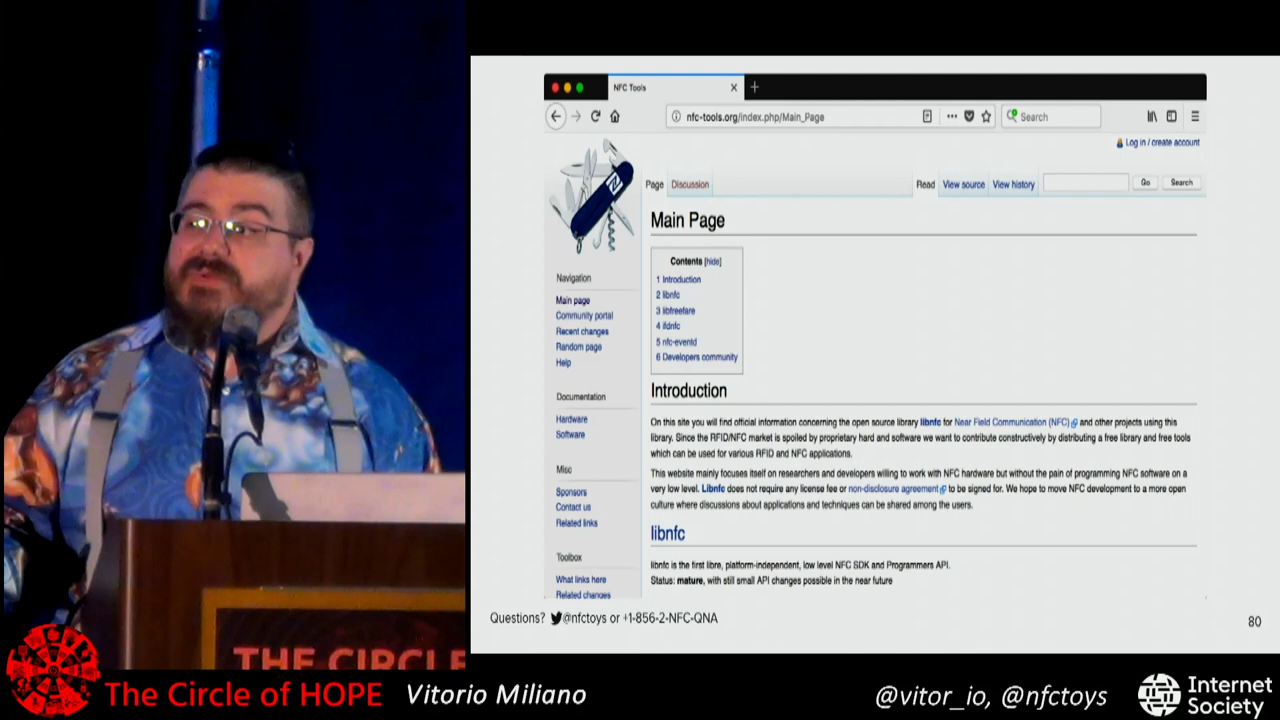 NFC Tools
nfc-tools.org/index.php/Main_Page
Search
Log in / create account
Page Discussion
Read View source View history
Go Search
Main Page
Contents [hide]
1 Introduction
2 libnfc
3 libfreefare
4 ifdnfc
5 nfc-eventd
6 Developers community
Navigation
Main page
Community portal
Recent changes
Random page
Help
Documentation
Hardware
Software
Misc
Sponsors
Contact us
Related links
Toolbox
What links here
Related changes
Introduction
On this site you will find official information concerning the open source library libnfc for Near Field Communication (NFC) and other projects using this
library. Since the RFID/NFC market is spoiled by proprietary hard and software we want to contribute constructively by distributing a free library and free tools
which can be used for various RFID and NFC applications.
This website mainly focuses itself on researchers and developers willing to work with NFC hardware but without the pain of programming NFC software on a
very low level. Libnfc does not require any license fee or non-disclosure agreement to be signed for. We hope to move NFC development to a more open
culture where discussions about applications and techniques can be shared among the users.
libnfc
libnfc is the first libre, platform-independent, low level NFC SDK and Programmers API.
Status: mature, with still small API changes possible in the near future
Questions? @nfctoys or +1-856-2-NFC-QNA
80
THE CIRCLE
The Circle of HOPE
Vitorio Miliano
@vitor_io, @nfctoys
Internet
Society